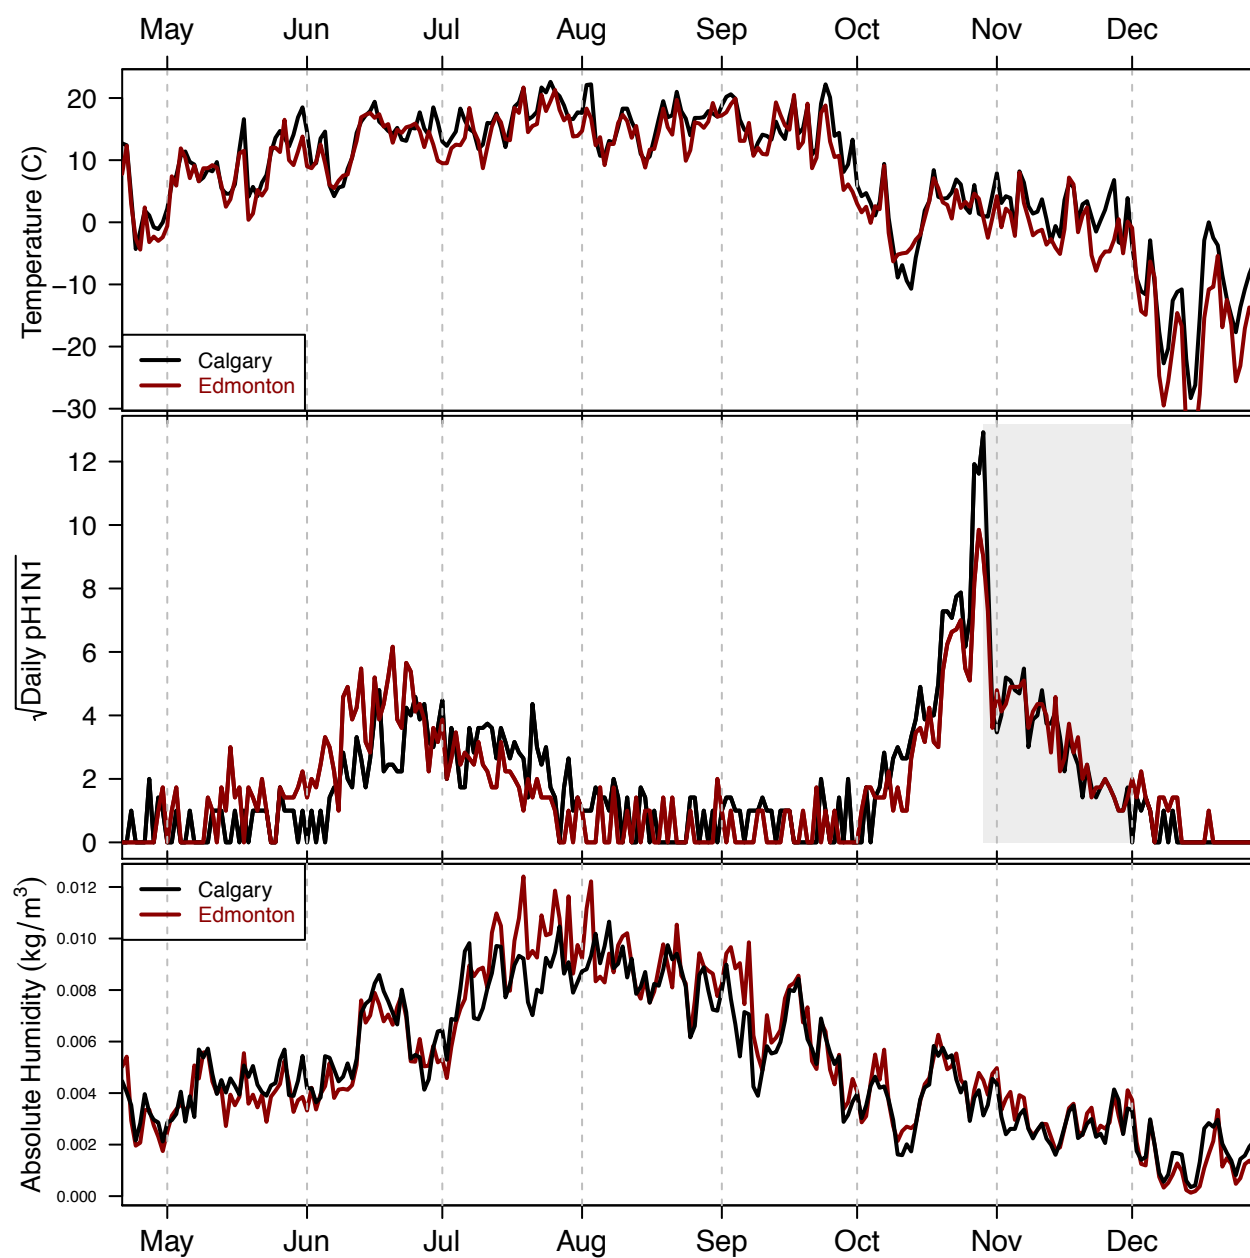 May Jun Jul Aug Sep Oct Nov Dec
Temperature (C)
20
10
0
−10
−20
−30
Calgary
Edmonton
√Daily pH1N1
12
10
8
6
4
2
0
Absolute Humidity (kg/m³)
0.012
0.010
0.008
0.006
0.004
0.002
0.000
Calgary
Edmonton
May Jun Jul Aug Sep Oct Nov Dec